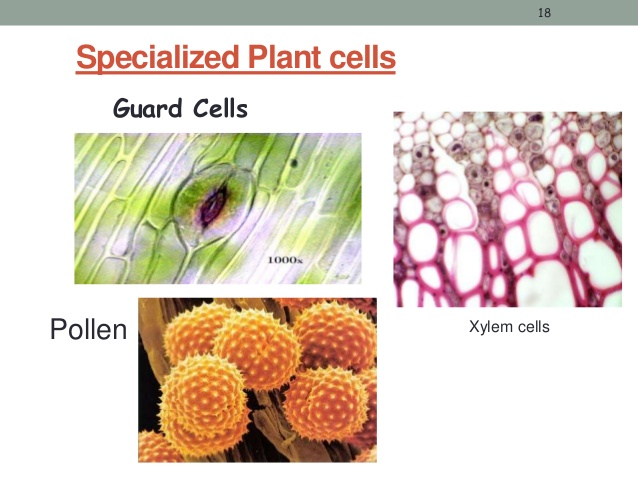 18
Specialized Plant cells
Guard Cells
1000x
Pollen
Xylem cells